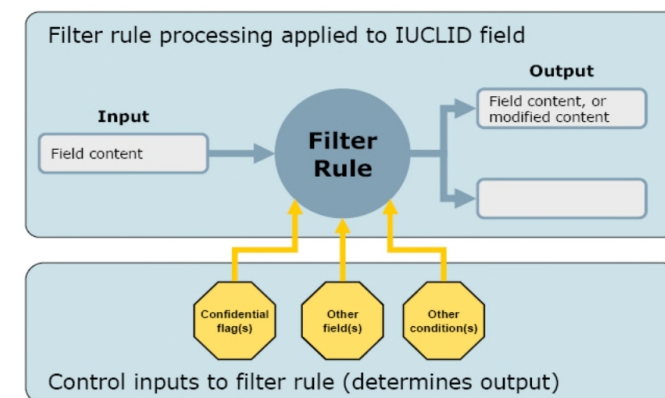 Filter rule processing applied to IUCLID field
Output
Input
Field content, or
modified content
Filter
Rule
Field content
Confidential
flag(s)
Other
field(s)
Other
condition(s)
Control inputs to filter rule (determines output)